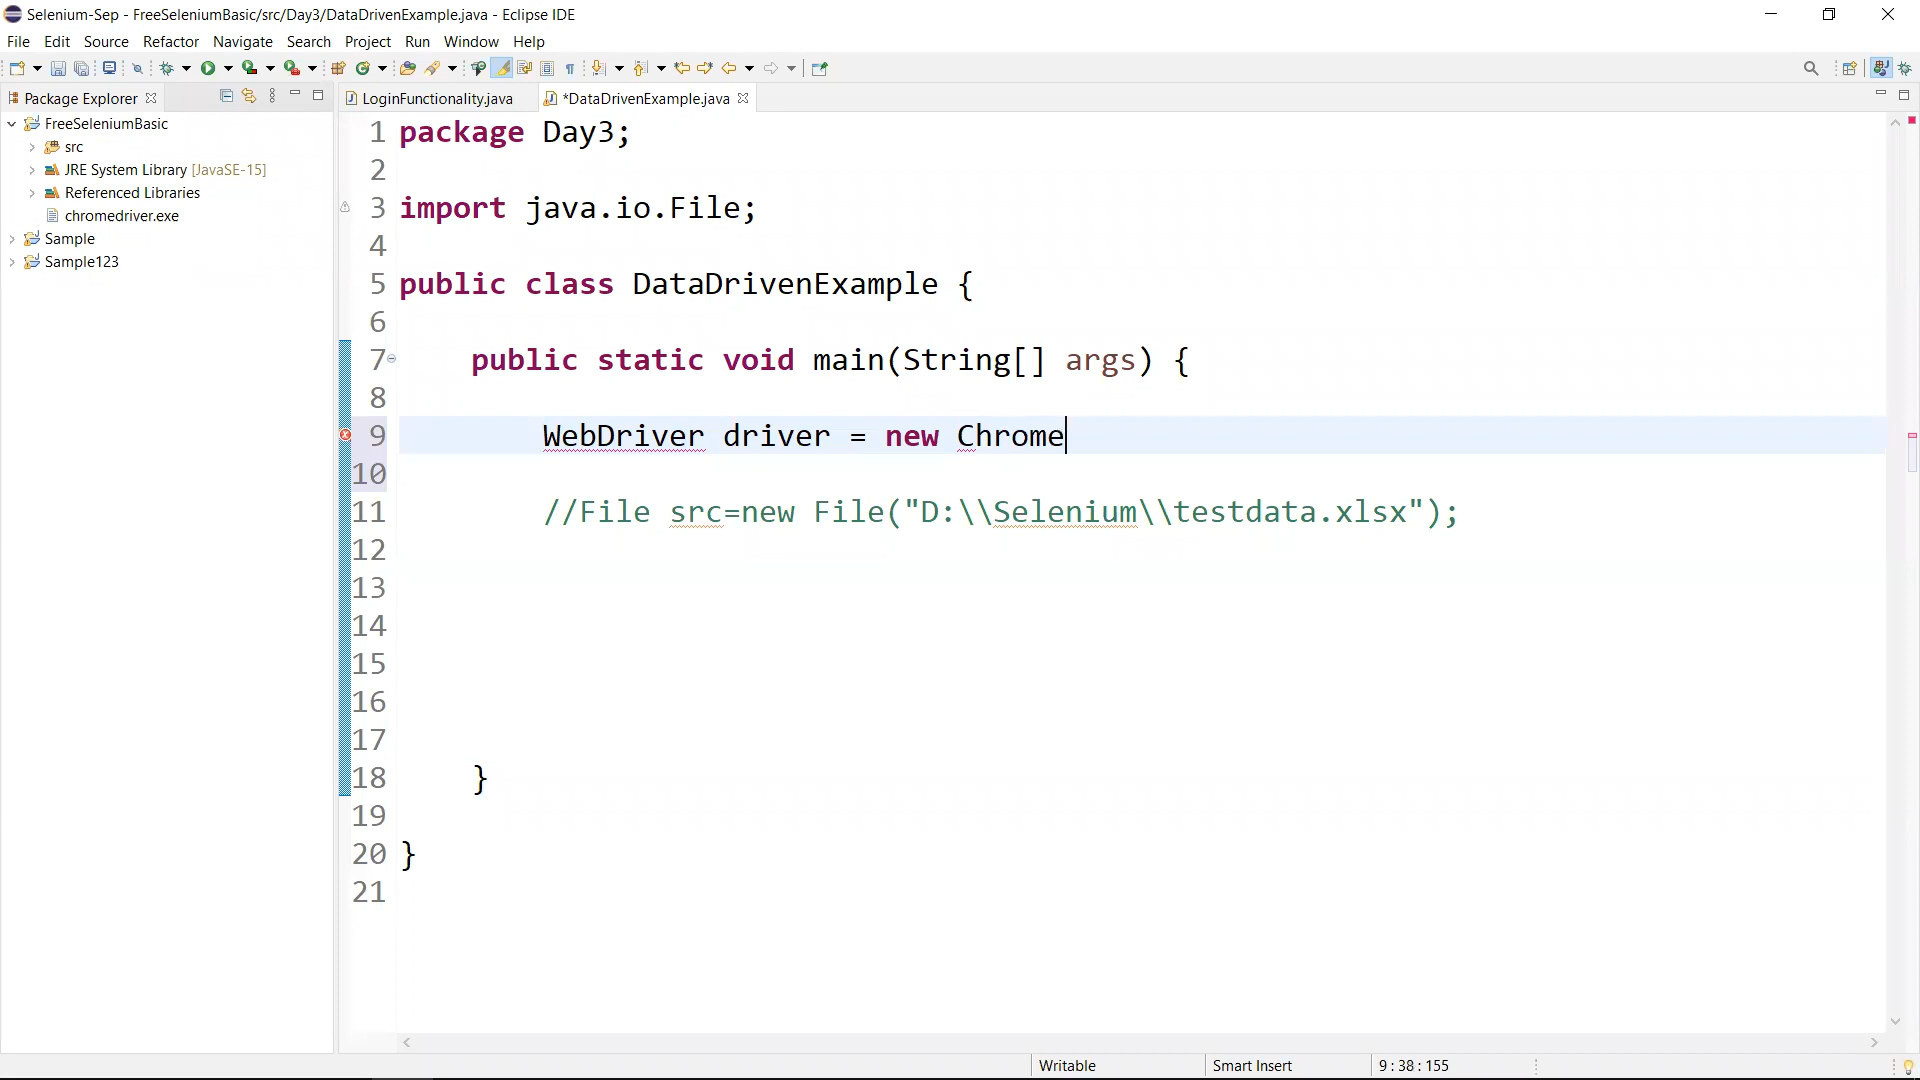 Selenium-Sep - FreeSeleniumBasic/src/Day3/DataDrivenExample.java - Eclipse IDE
File Edit Source Refactor Navigate Search Project Run Window Help
Package Explorer
LoginFunctionality.java *DataDrivenExample.java
FreeSeleniumBasic
src
JRE System Library [JavaSE-15]
Referenced Libraries
chromedriver.exe
Sample
Sample123
1 package Day3;
2
3 import java.io.File;
4
5 public class DataDrivenExample {
6
7 public static void main(String[] args) {
8
9 WebDriver driver = new Chrome
10
11 //File src=new File("D:\\Selenium\\testdata.xlsx");
12
13
14
15
16
17
18 }
19
20 }
21
Writable Smart Insert 9 : 38 : 155